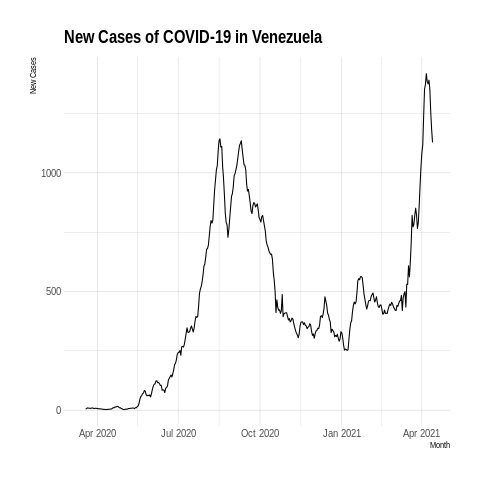 New Cases of COVID-19 in Venezuela
New Cases
1000
500
0
Apr 2020 Jul 2020 Oct 2020 Jan 2021 Apr 2021
Month